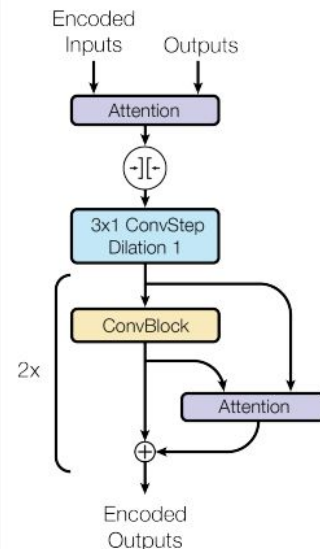 Encoded
Inputs
Outputs
Attention
3x1 ConvStep
Dilation 1
ConvBlock
2x
Attention
Encoded
Outputs